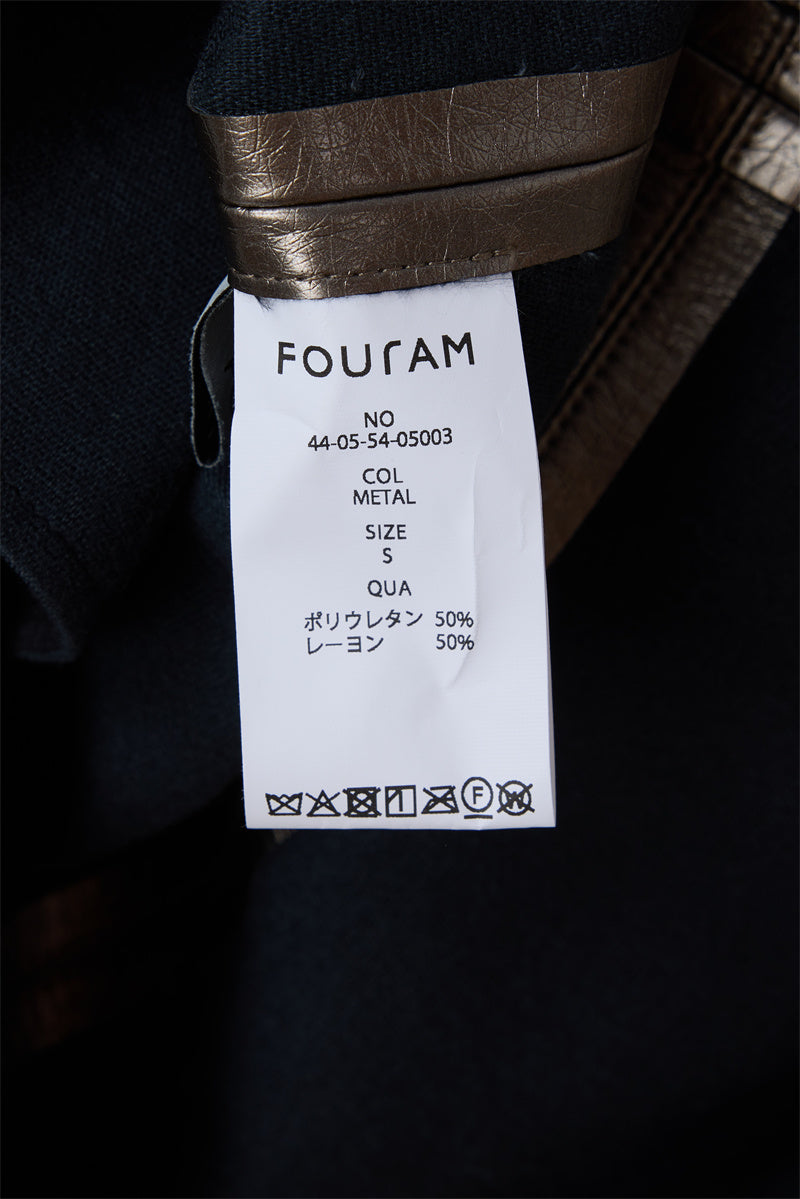 FOURAM
NO
44-05-54-05003
COL
METAL
SIZE
S
QUA
ポリウレタン 50%
レーヨン 50%
F W